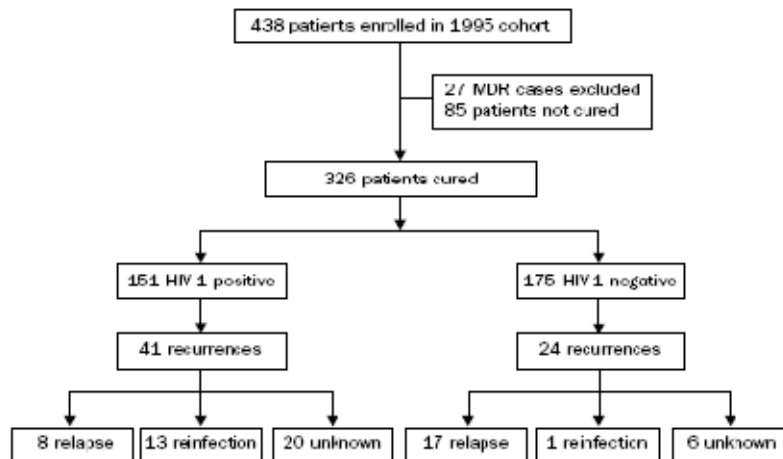 438 patients enrolled in 1995 cohort
27 MDR cases excluded
85 patients not cured
326 patients cured
151 HIV 1 positive
175 HIV 1 negative
41 recurrences
24 recurrences
8 relapse
13 reinfection
20 unknown
17 relapse
1 reinfection
6 unknown